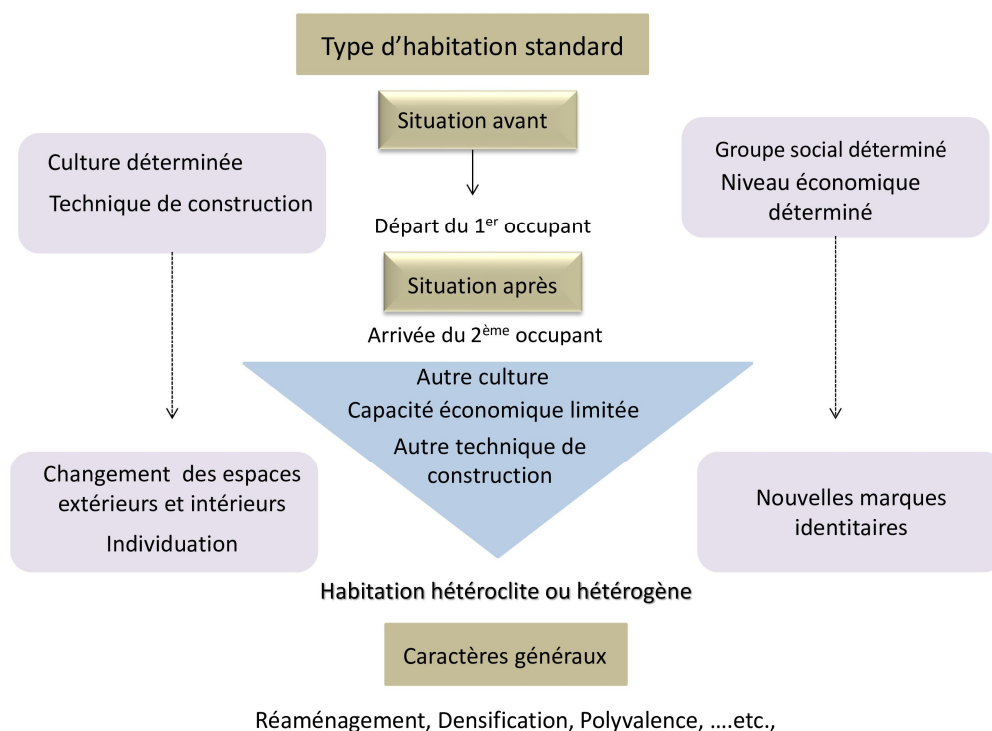 Type d’habitation standard
Situation avant
Culture déterminée
Technique de construction
Groupe social déterminé
Niveau économique
déterminé
Départ du 1er occupant
Situation après
Arrivée du 2ème occupant
Autre culture
Capacité économique limitée
Autre technique de
construction
Changement des espaces
extérieurs et intérieurs
Individuation
Nouvelles marques
identitaires
Habitation hétéroclite ou hétérogène
Caractères généraux
Réaménagement, Densification, Polyvalence, ....etc.,